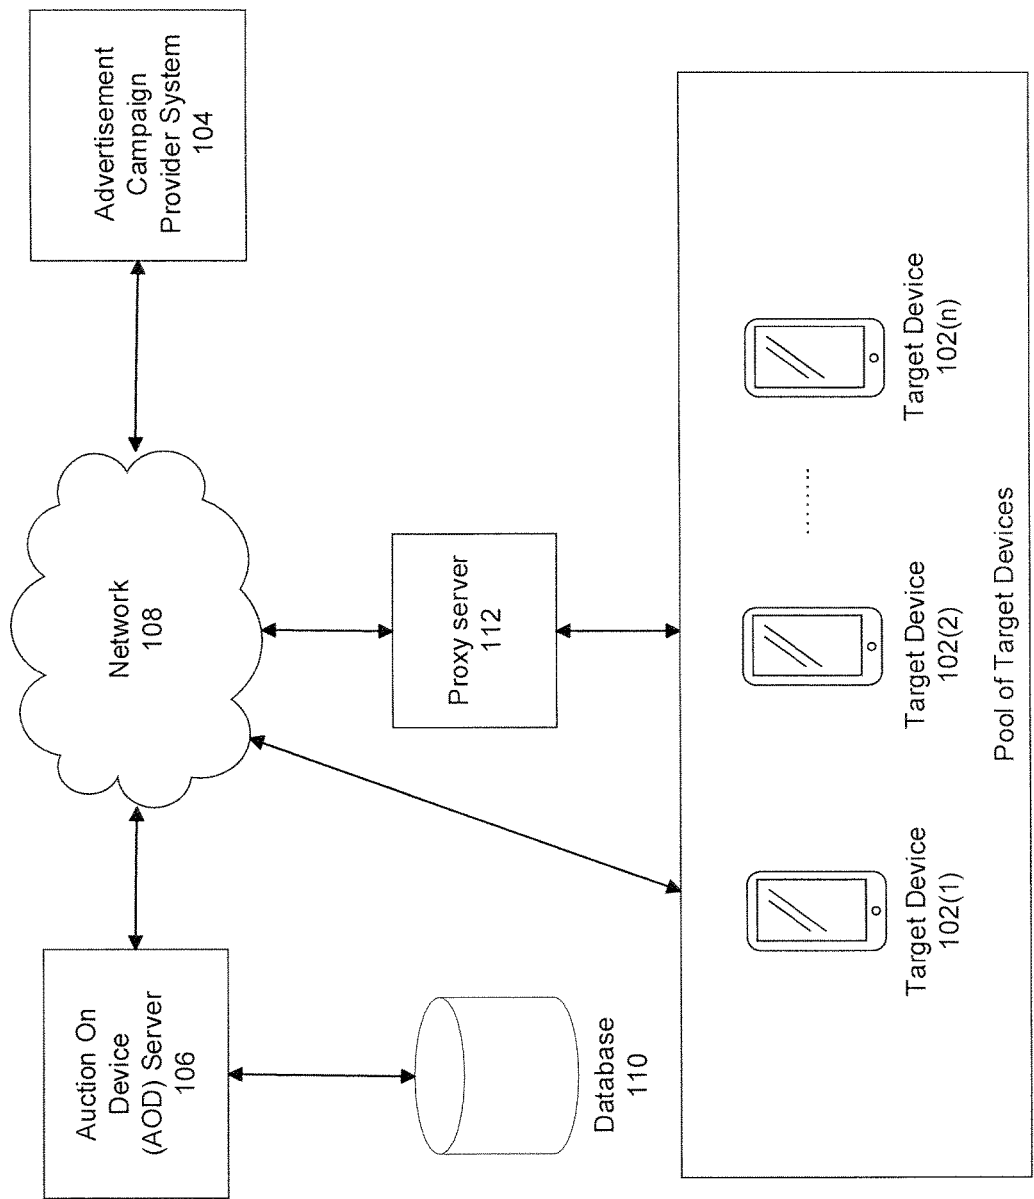 Auction On
Device
(AOD) Server
106
Network
108
Advertisement
Campaign
Provider System
104
Database
110
Proxy server
112
Target Device
102(1)
Target Device
102(2)
........
Target Device
102(n)
Pool of Target Devices